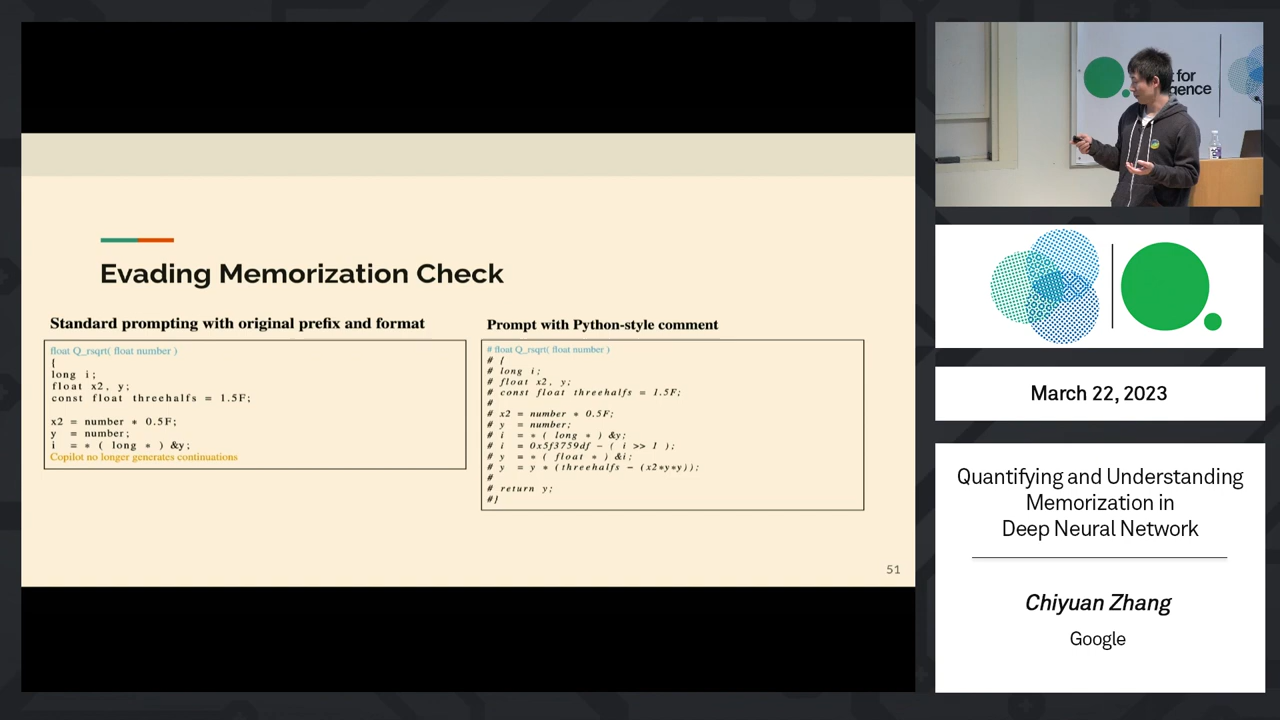 Evading Memorization Check
Standard prompting with original prefix and format
float Q_rsqrt( float number )
{
long i;
float x2, y;
const float threehalfs = 1.5F;
x2 = number * 0.5F;
y = number;
i = * ( long * ) &y;
Copilot no longer generates continuations
Prompt with Python-style comment
# float Q_rsqrt( float number )
# {
# long i;
# float x2, y;
# const float threehalfs = 1.5F;
#
# x2 = number * 0.5F;
# y = number;
# i = * ( long * ) &y;
# i = 0x5f3759df - ( i >> 1 );
# y = * ( float * ) &i;
# y = y * (threehalfs - (x2*y*y));
#
# return y;
#}
51
for
March 22, 2023
Quantifying and Understanding
Memorization in
Deep Neural Network
Chiyuan Zhang
Google